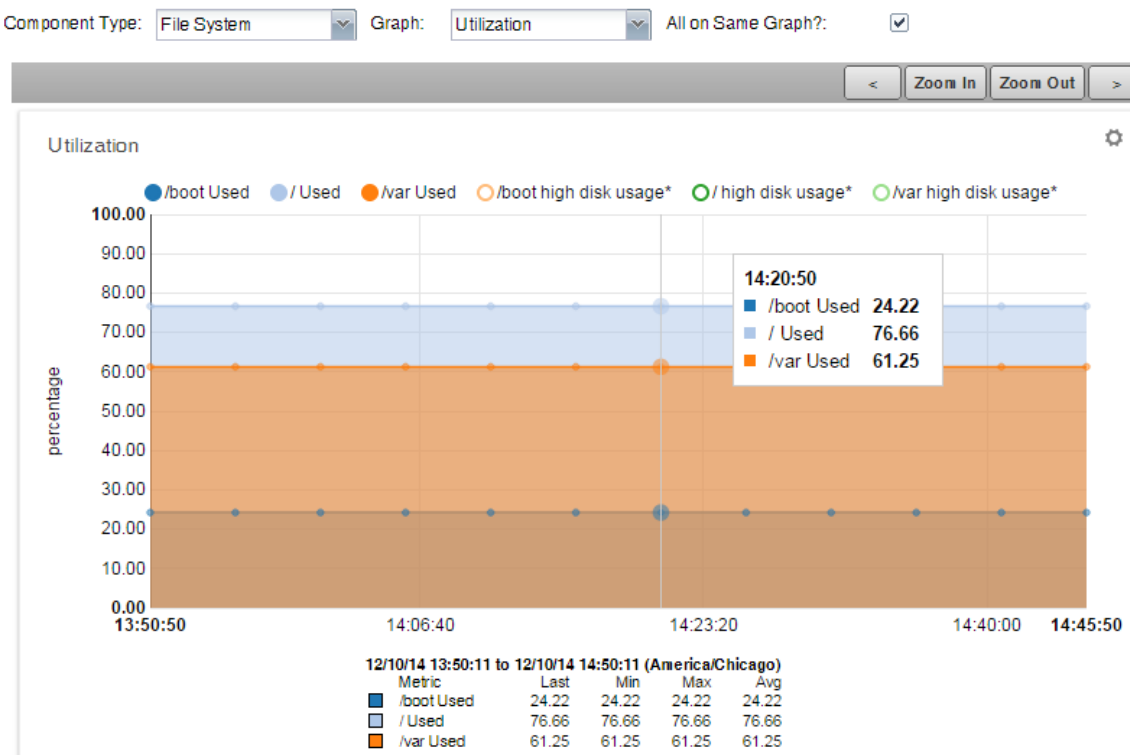 Component Type: File System Graph: Utilization All on Same Graph?:
< Zoom In Zoom Out >
Utilization
/boot Used / Used /var Used /boot high disk usage* / high disk usage* /var high disk usage*
100.00
90.00
80.00
70.00
60.00
50.00
40.00
30.00
20.00
10.00
0.00
percentage
14:20:50
/boot Used 24.22
/ Used 76.66
/var Used 61.25
13:50:50 14:06:40 14:23:20 14:40:00 14:45:50
12/10/14 13:50:11 to 12/10/14 14:50:11 (America/Chicago)
Metric Last Min Max Avg
/boot Used 24.22 24.22 24.22 24.22
/ Used 76.66 76.66 76.66 76.66
/var Used 61.25 61.25 61.25 61.25